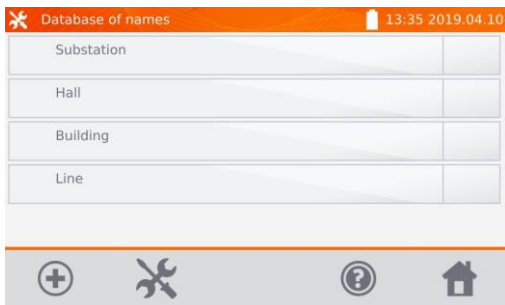 Database of names 13:35 2019.04.10
Substation
Hall
Building
Line